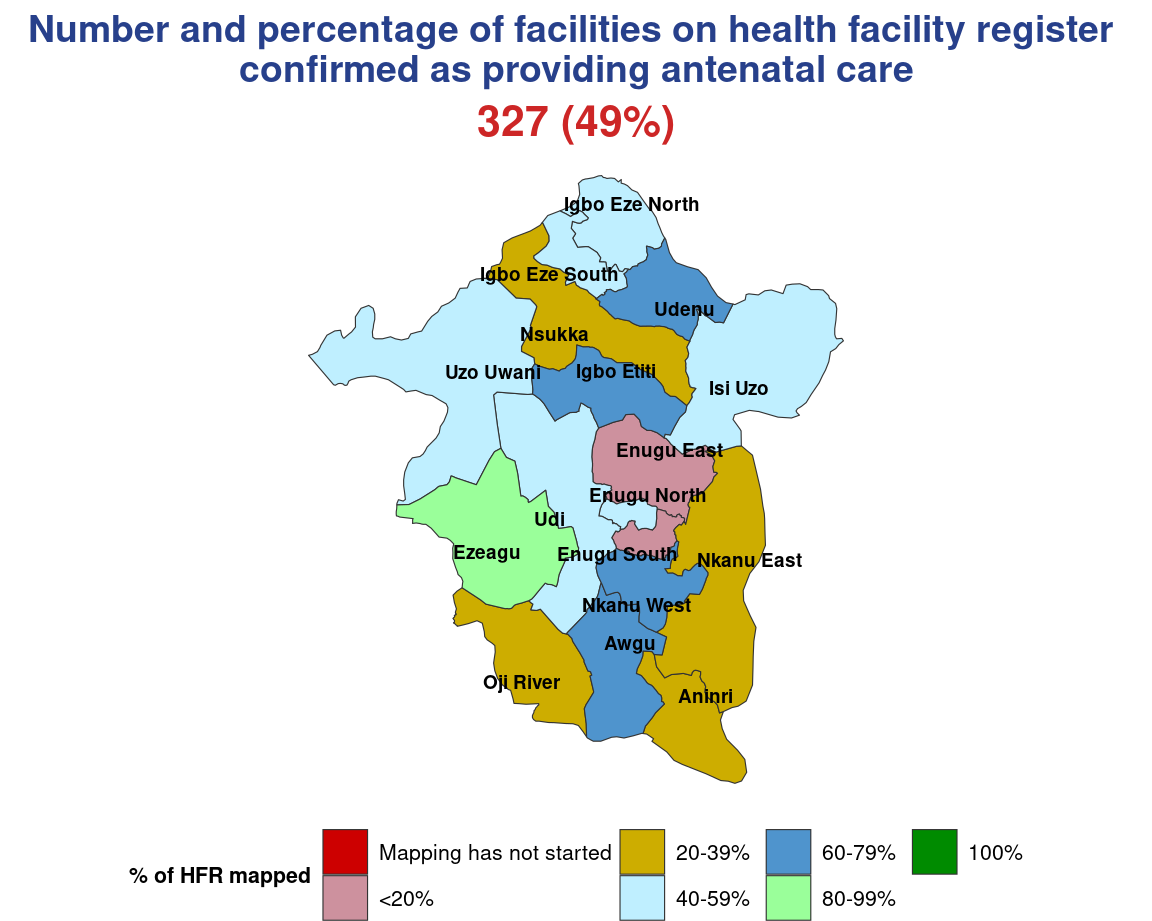 Number and percentage of facilities on health facility register
confirmed as providing antenatal care
327 (49%)
Igbo Eze North
Igbo Eze South
Udenu
Nsukka
Uzo Uwani
Igbo Etiti
Isi Uzo
Enugu East
Enugu North
Udi
Ezeagu
Enugu South
Nkanu East
Nkanu West
Awgu
Oji River
Aninri
% of HFR mapped
Mapping has not started
<20%
20-39%
40-59%
60-79%
80-99%
100%